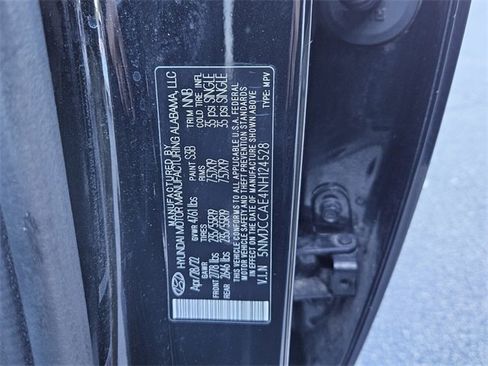 MANUFACTURED BY
HYUNDAI MOTOR MANUFACTURING ALABAMA, LLC
Apr/28/22 GVWR 4761 lbs PAINT S3B TRIM NNB
GAWR TIRES RIMS COLD TIRE INFL
FRONT 2778 lbs 235/55R19 7.5JX19 35 psi SINGLE
REAR 2646 lbs 235/55R19 7.5JX19 35 psi SINGLE
THIS VEHICLE CONFORMS TO ALL APPLICABLE U.S.A. FEDERAL
MOTOR VEHICLE SAFETY AND THEFT PREVENTION STANDARDS
IN EFFECT ON THE DATE OF MANUFACTURE SHOWN ABOVE.
V.I.N 5NMJCCAE4NH124528 TYPE: MPV